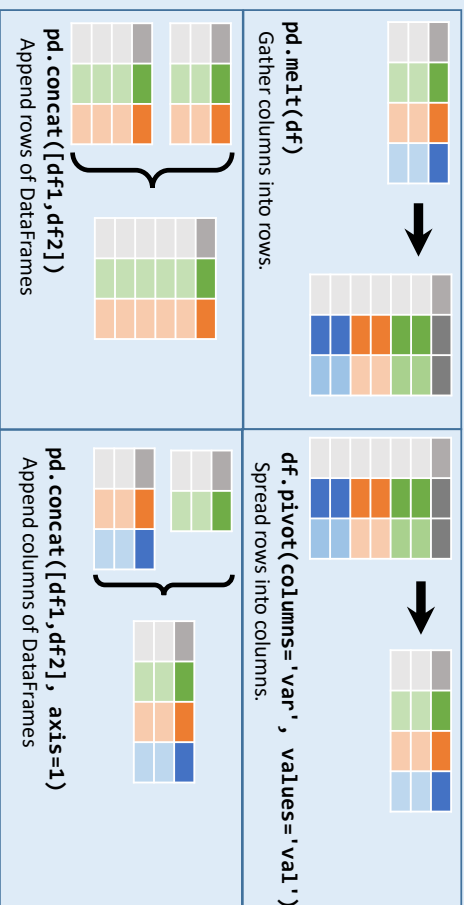 pd.melt(df)
Gather columns into rows.
df.pivot(columns='var', values='val')
Spread rows into columns.
pd.concat([df1,df2])
Append rows of DataFrames
pd.concat([df1,df2], axis=1)
Append columns of DataFrames